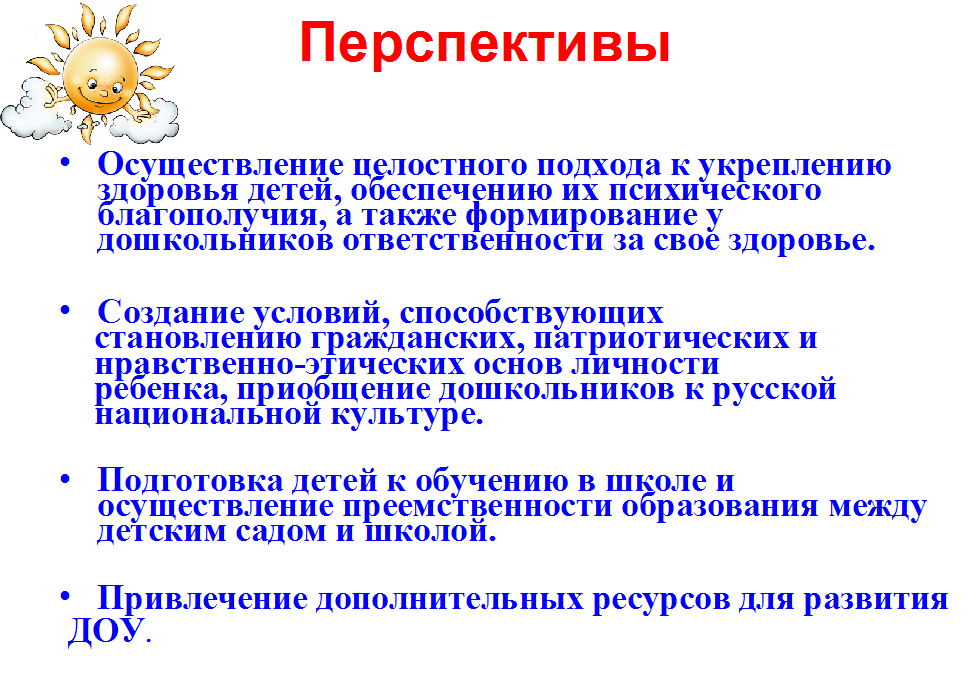 Перспективы
• Осуществление целостного подхода к укреплению
здоровья детей, обеспечению их психического
благополучия, а также формирование у
дошкольников ответственности за свое здоровье.
• Создание условий, способствующих
становлению гражданских, патриотических и
нравственно-этических основ личности
ребенка, приобщение дошкольников к русской
национальной культуре.
• Подготовка детей к обучению в школе и
осуществление преемственности образования между
детским садом и школой.
• Привлечение дополнительных ресурсов для развития
ДОУ.